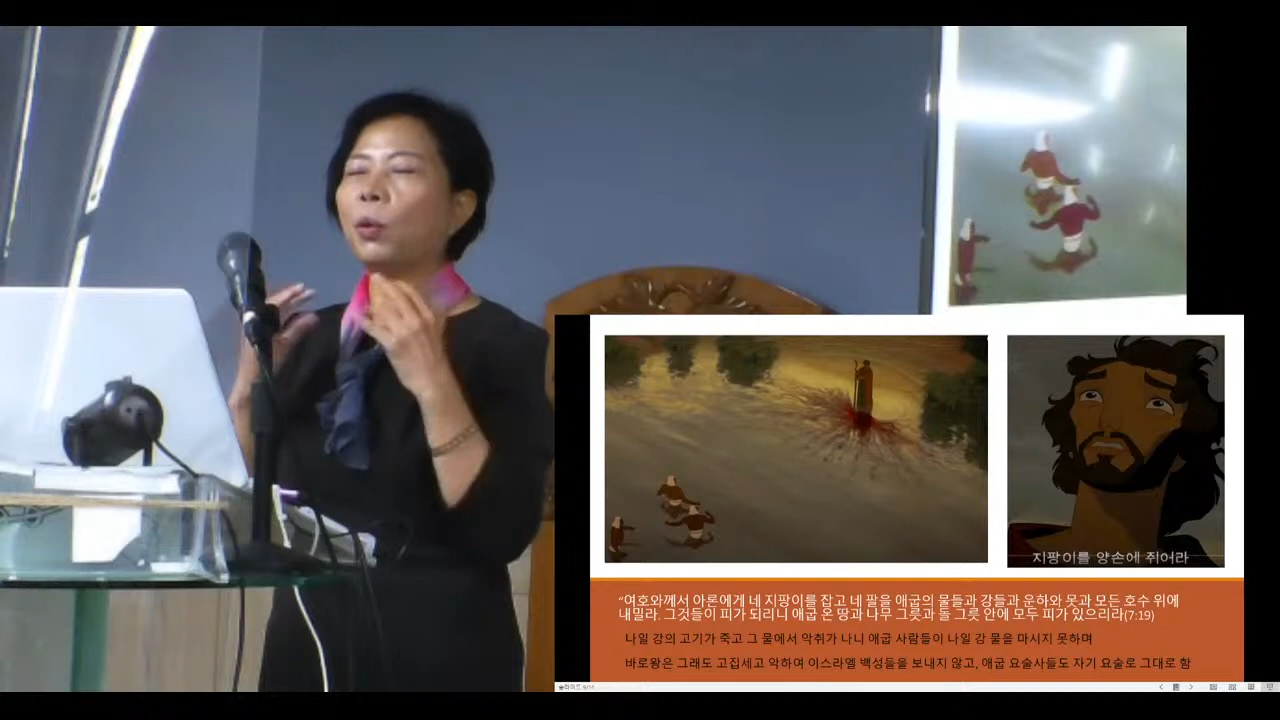 지팡이를 양손에 쥐어라
“여호와께서 아론에게 네 지팡이를 잡고 네 팔을 애굽의 물들과 강들과 운하와 못과 모든 호수 위에
내밀라. 그것들이 피가 되리니 애굽 온 땅과 나무 그릇과 돌 그릇 안에 모두 피가 있으리라(7:19)
나일 강의 고기가 죽고 그 물에서 악취가 나니 애굽 사람들이 나일 강 물을 마시지 못하며
바로왕은 그래도 고집세고 악하여 이스라엘 백성들을 보내지 않고, 애굽 요술사들도 자기 요술로 그대로 함